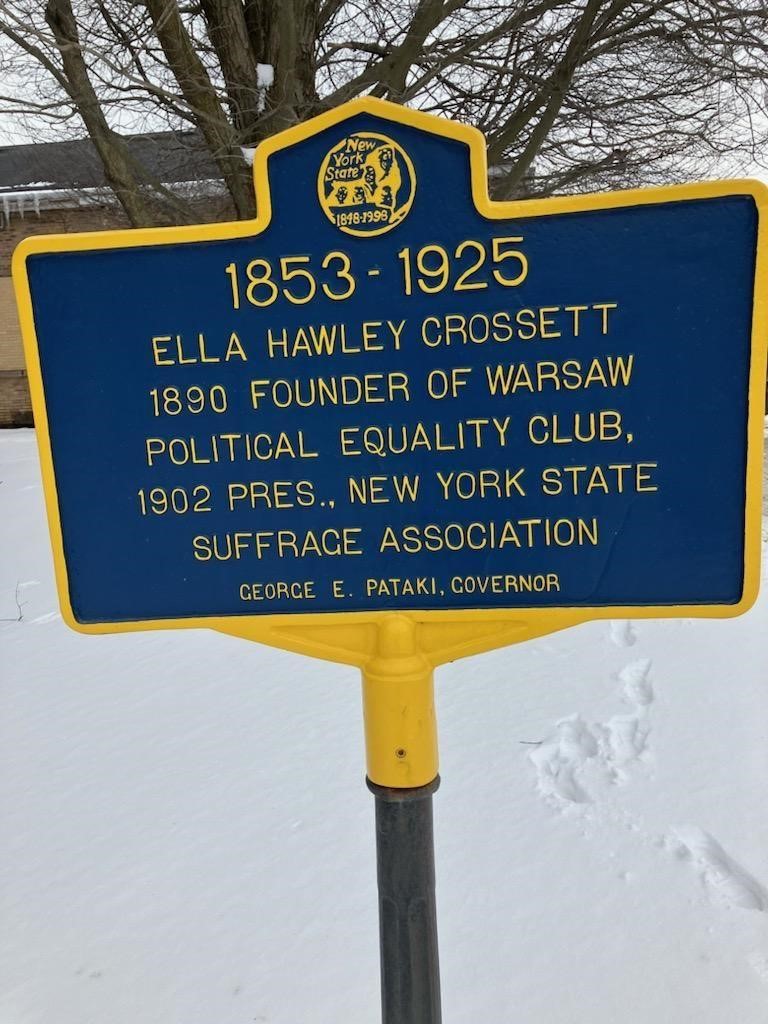 New
York
State
1848-1998
1853 - 1925
ELLA HAWLEY CROSSETT
1890 FOUNDER OF WARSAW
POLITICAL EQUALITY CLUB,
1902 PRES., NEW YORK STATE
SUFFRAGE ASSOCIATION
GEORGE E. PATAKI, GOVERNOR